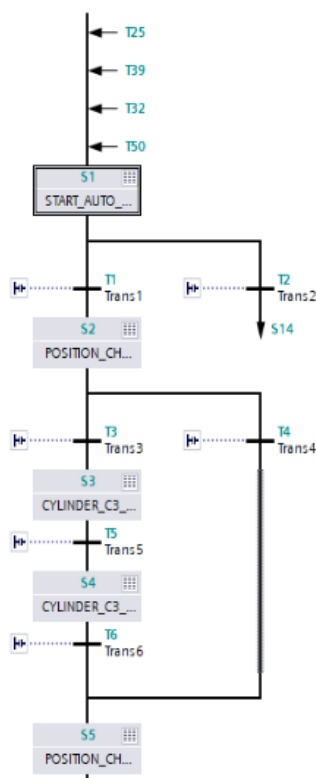 T25
T39
T32
T50
S1
START_AUTO_...
T1
Trans1
T2
Trans2
S2
POSITION_CH...
S14
T3
Trans3
T4
Trans4
S3
CYLINDER_C3_...
T5
Trans5
S4
CYLINDER_C3_...
T6
Trans6
S5
POSITION_CH...